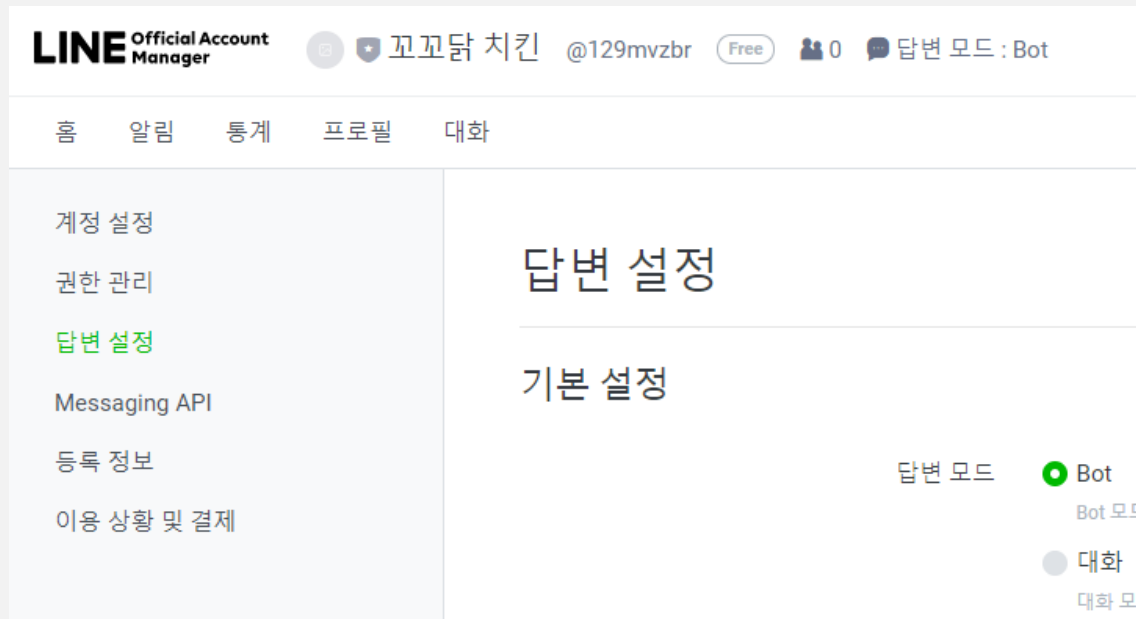 LINE Official Account Manager 꼬꼬닭 치킨 @129mvzbr Free 0 답변 모드 : Bot
홈 알림 통계 프로필 대화
계정 설정
권한 관리
답변 설정
Messaging API
등록 정보
이용 상황 및 결제
답변 설정
기본 설정
답변 모드
Bot
Bot
대화
대화